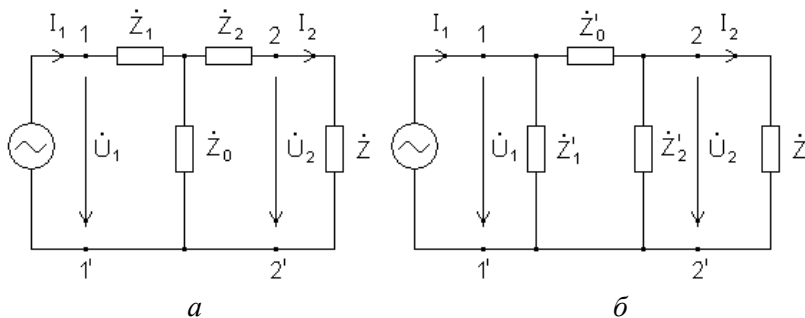 I₁ 1 Ż₁ Ż₂ 2 I₂
U̇₁ Ż₀ U̇₂ Ż
1' 2'
а
I₁ 1 Ż'₀ 2 I₂
U̇₁ Ż'₁ Ż'₂ U̇₂ Ż
1' 2'
б